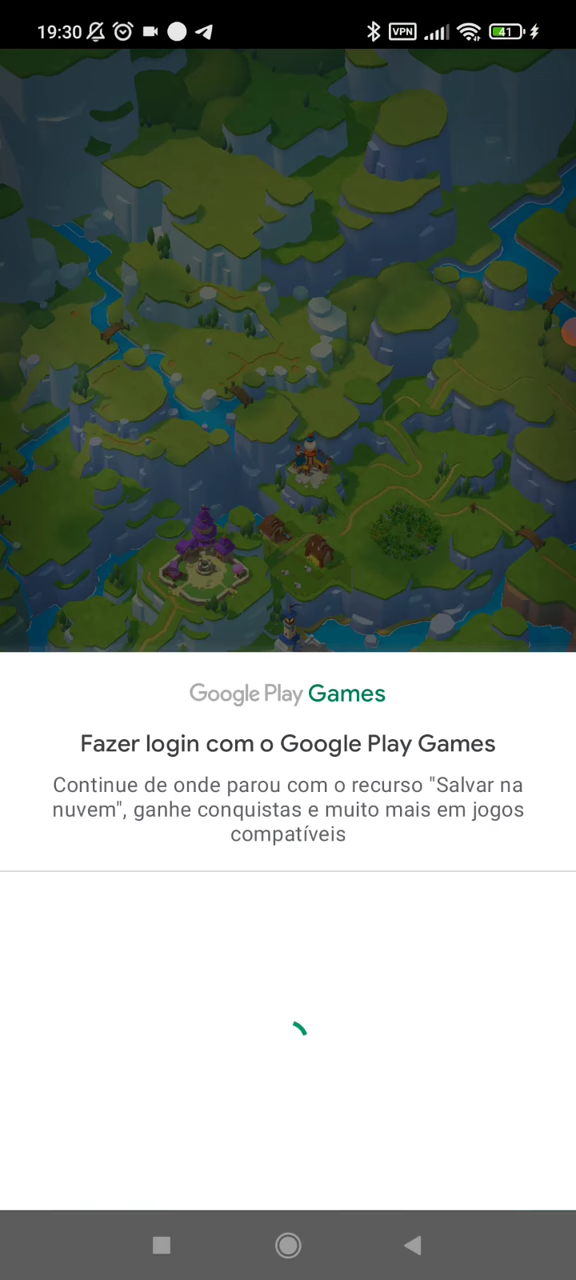 19:30 VPN 41
Google Play Games
Fazer login com o Google Play Games
Continue de onde parou com o recurso "Salvar na
nuvem", ganhe conquistas e muito mais em jogos
compatíveis